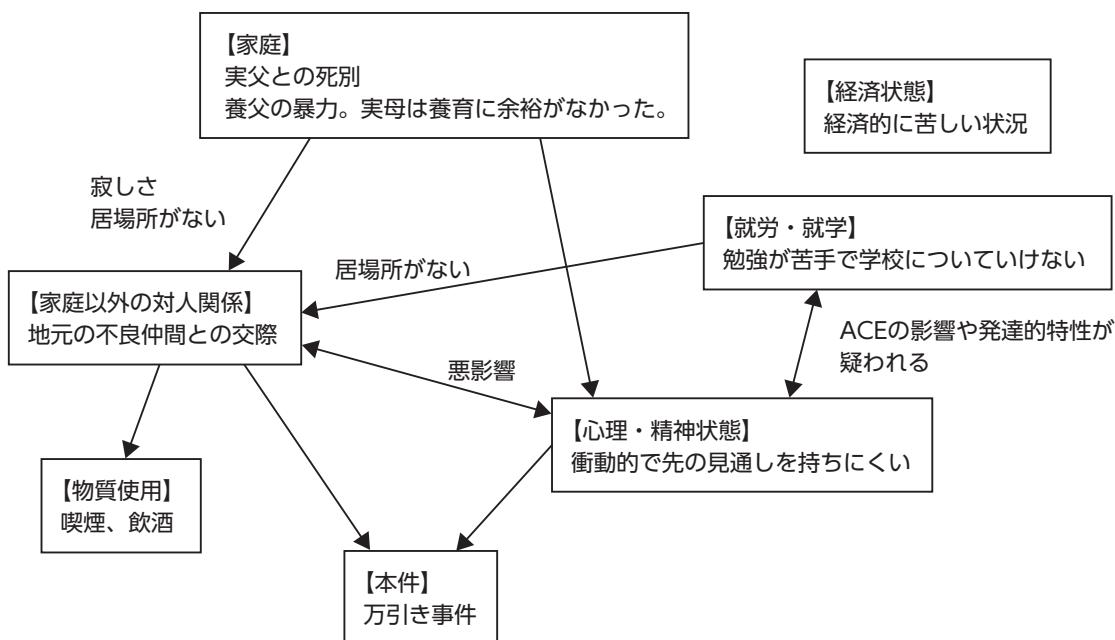 【家庭】
実父との死別
養父の暴力。実母は養育に余裕がなかった。
【経済状態】
経済的に苦しい状況
寂しさ
居場所がない
【就労・就学】
勉強が苦手で学校についていけない
居場所がない
【家庭以外の対人関係】
地元の不良仲間との交際
ACEの影響や発達的特性が
疑われる
悪影響
【心理・精神状態】
衝動的で先の見通しを持ちにくい
【物質使用】
喫煙、飲酒
【本件】
万引き事件